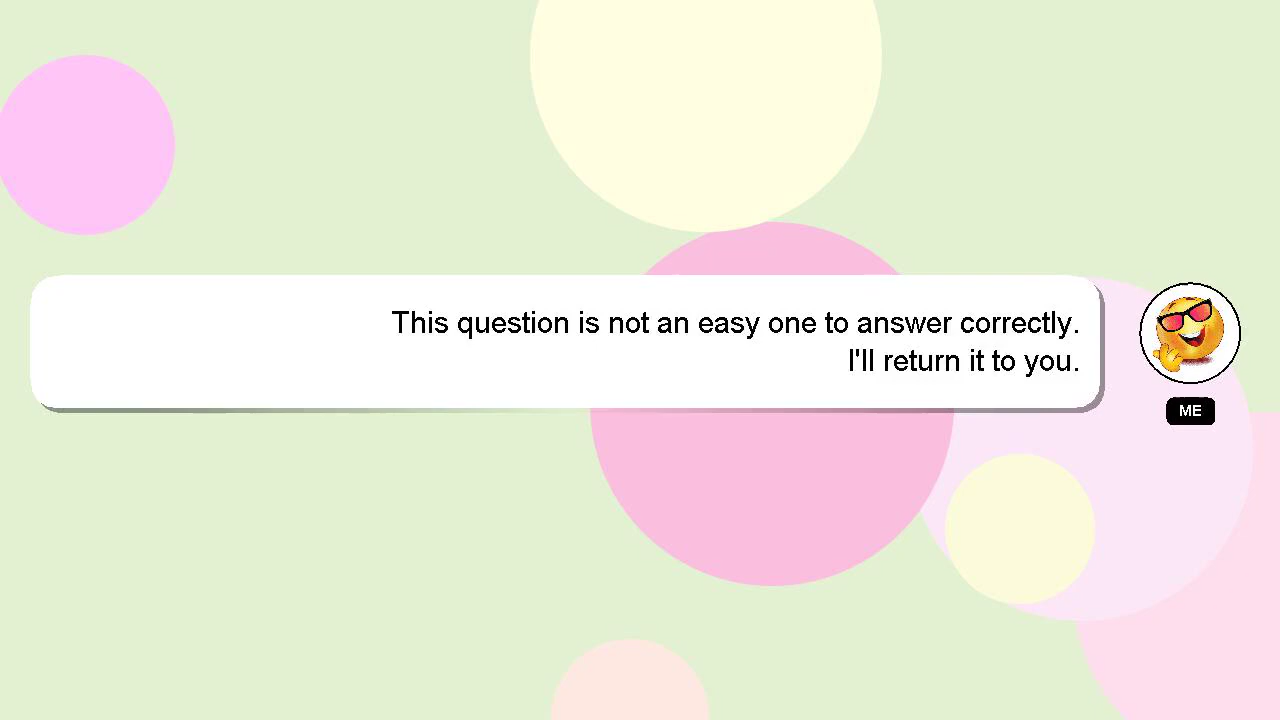 This question is not an easy one to answer correctly.
I'll return it to you.
ME